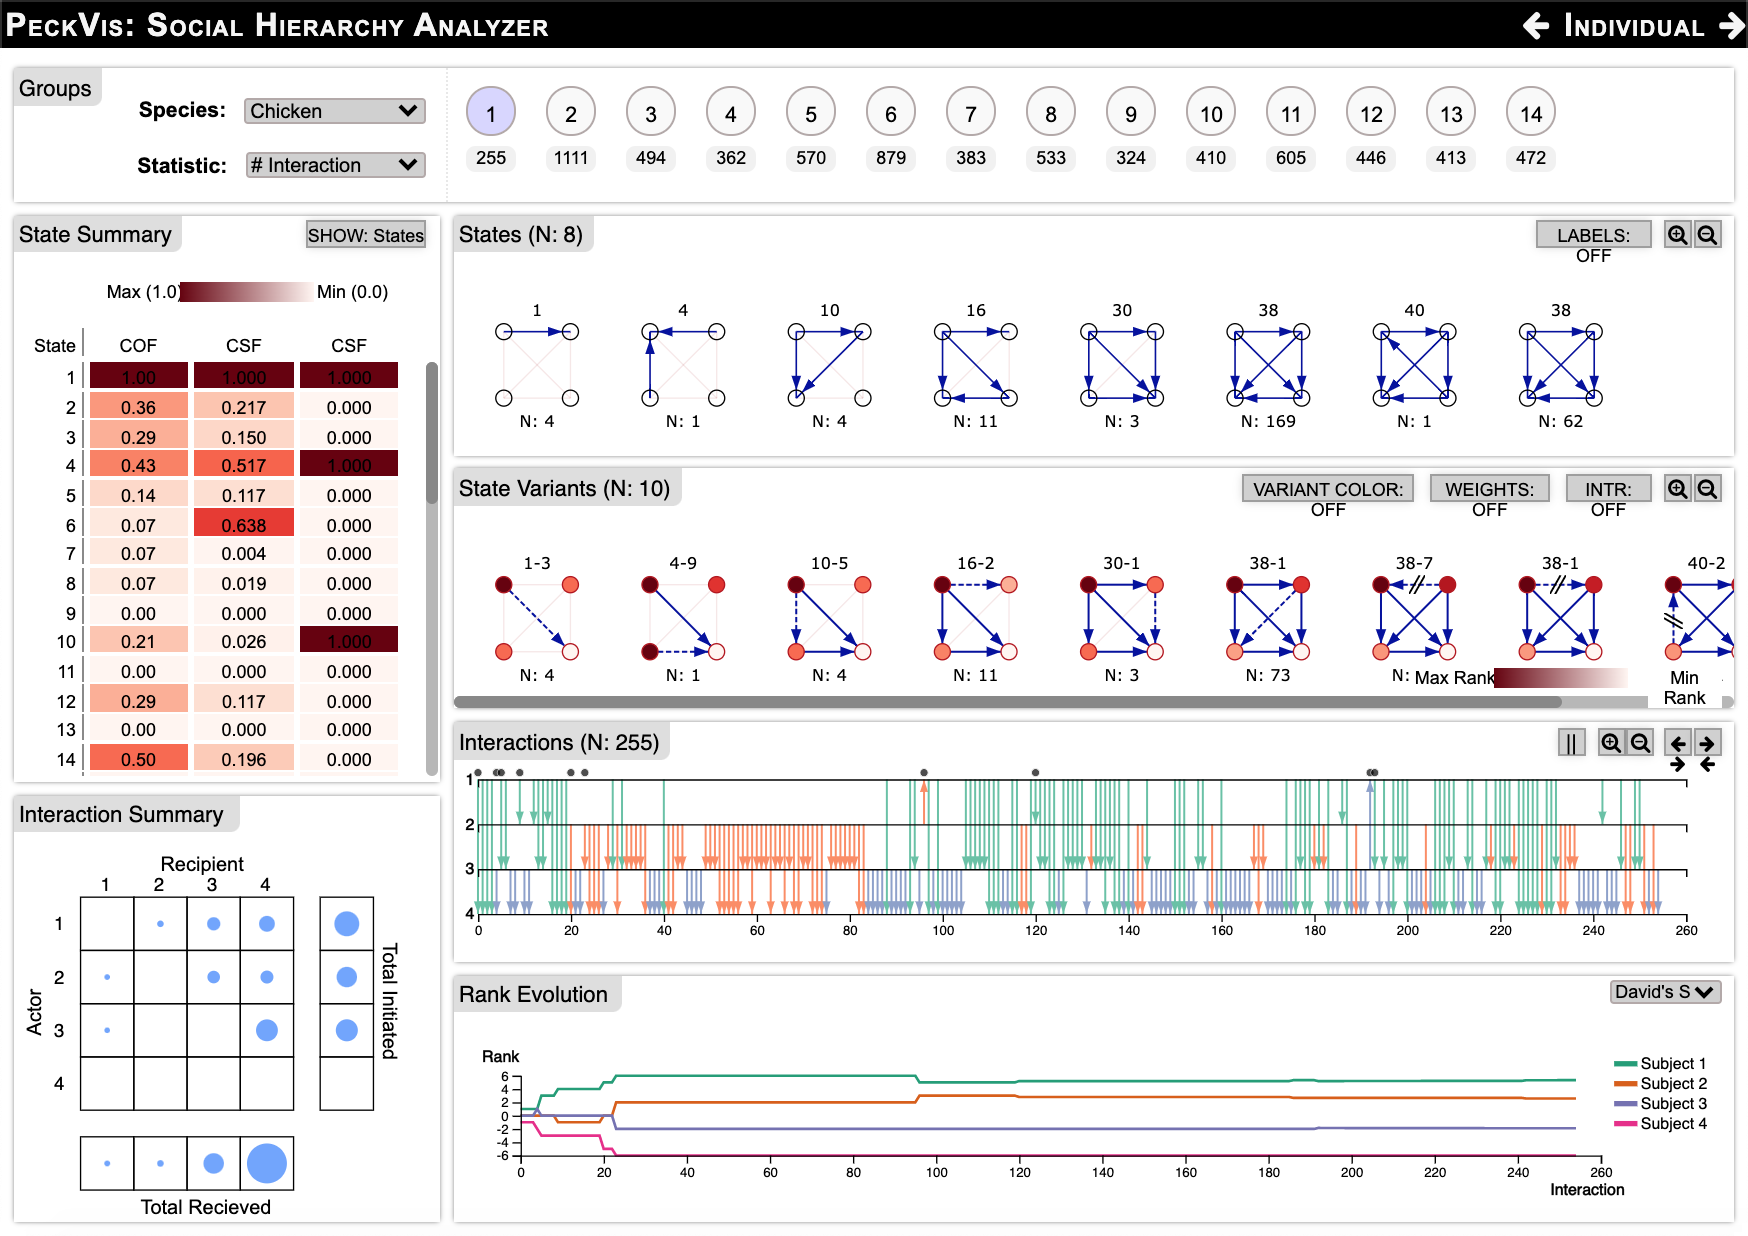 PECKVIS: SOCIAL HIERARCHY ANALYZER
INDIVIDUAL
Groups
Species:
Chicken
Statistic:
# Interaction
1 2 3 4 5 6 7 8 9 10 11 12 13 14
255 1111 494 362 570 879 383 533 324 410 605 446 413 472
State Summary
SHOW: States
Max (1.0)
Min (0.0)
State COF CSF CSF
1 1.00 1.000 1.000
2 0.36 0.217 0.000
3 0.29 0.150 0.000
4 0.43 0.517 1.000
5 0.14 0.117 0.000
6 0.07 0.638 0.000
7 0.07 0.004 0.000
8 0.07 0.019 0.000
9 0.00 0.000 0.000
10 0.21 0.026 1.000
11 0.00 0.000 0.000
12 0.29 0.117 0.000
13 0.00 0.000 0.000
14 0.50 0.196 0.000
States (N: 8)
LABELS:
OFF
1 4 10 16 30 38 40 38
N: 4 N: 1 N: 4 N: 11 N: 3 N: 169 N: 1 N: 62
State Variants (N: 10)
VARIANT COLOR:
OFF
WEIGHTS:
OFF
INTR:
OFF
1-3 4-9 10-5 16-2 30-1 38-1 38-7 38-1 40-2
N: 4 N: 1 N: 4 N: 11 N: 3 N: 73 N:
Max Rank
Min
Rank
Interactions (N: 255)
||
1
2
3
4
0 20 40 60 80 100 120 140 160 180 200 220 240 260
Interaction Summary
Recipient
1 2 3 4
Actor
1
2
3
4
Total Initiated
Total Recieved
Rank Evolution
David's S
Rank
6
4
2
0
-2
-4
-6
0 20 40 60 80 100 120 140 160 180 200 220 240 260
Interaction
Subject 1
Subject 2
Subject 3
Subject 4